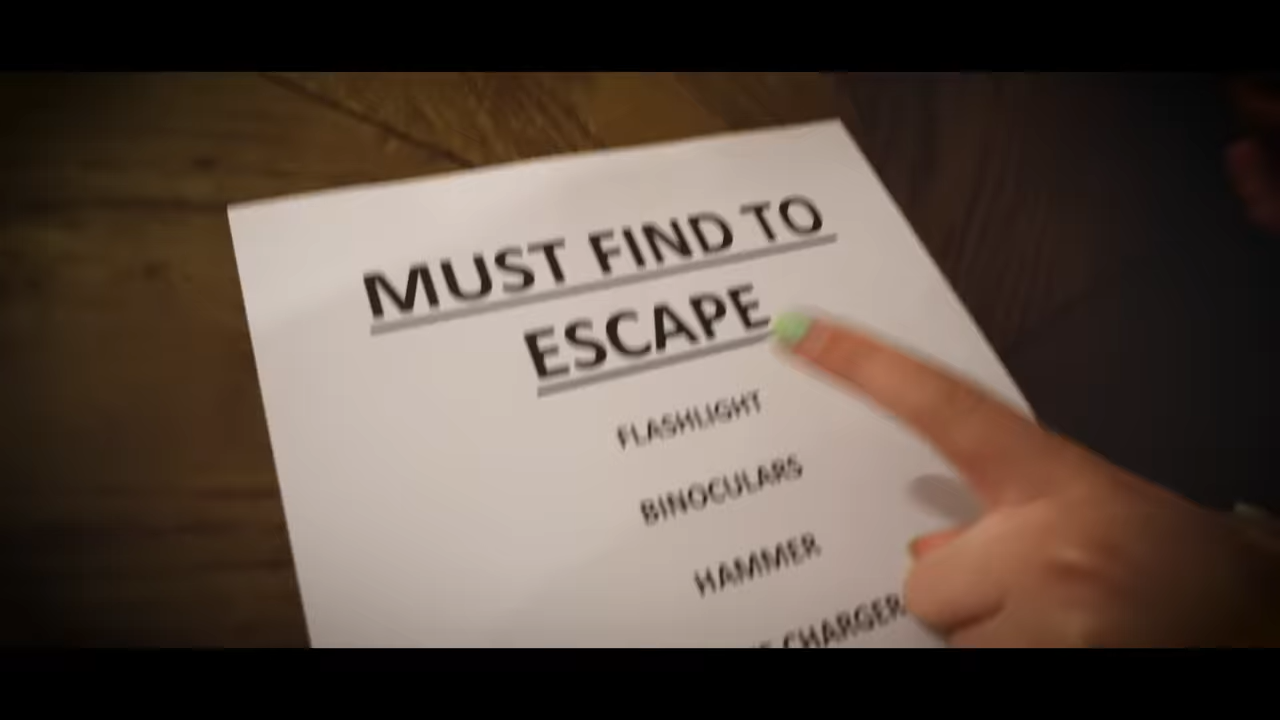 MUST FIND TO
ESCAPE
FLASHLIGHT
BINOCULARS
HAMMER
CHARGER